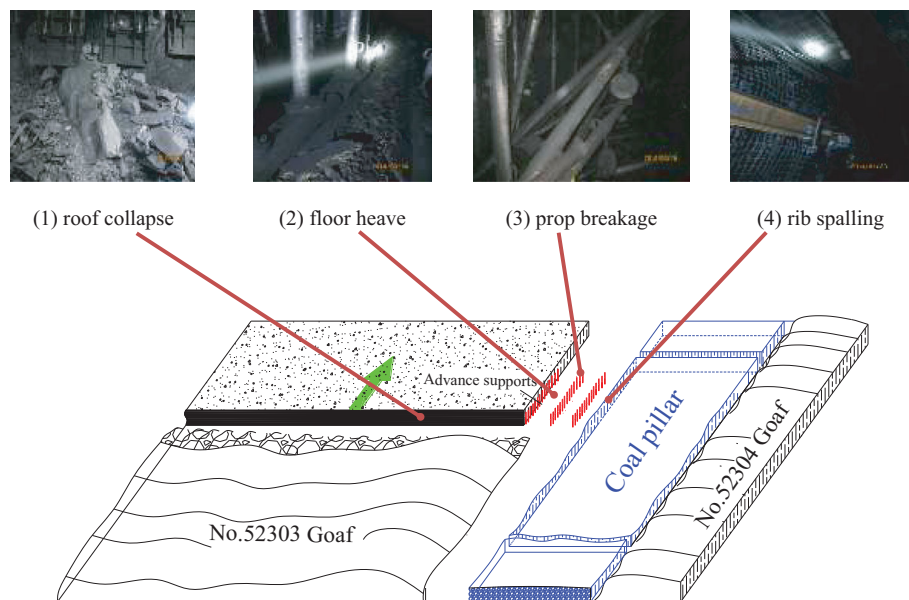 (1) roof collapse
(2) floor heave
(3) prop breakage
(4) rib spalling
Advance supports
Coal pillar
No.52304 Goaf
No.52303 Goaf